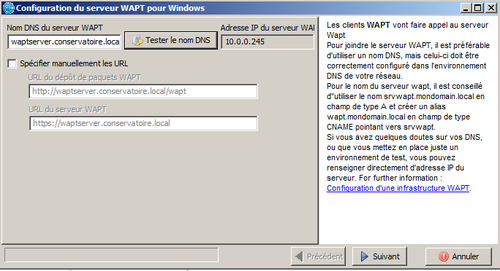 Configuration du serveur WAPT pour Windows
Nom DNS du serveur WAPT
Adresse IP du serveur WAI
waptserver.conservatoire.loca
Tester le nom DNS
10.0.0.245
Spécifier manuellement les URL
URL du dépôt de paquets WAPT
http://waptserver.conservatoire.local/wapt
URL du serveur WAPT
https://waptserver.conservatoire.local
Les clients WAPT vont faire appel au serveur
Wapt
Pour joindre le serveur WAPT, il est préférable
d'utiliser un nom DNS, mais celui-ci doit être
correctement configuré dans l'environement
DNS de votre réseau.
Pour le nom du serveur wapt, il est conseillé
d''utiliser le nom srvwapt.mondomain.local en
champ de type A et créer un alias
wapt.mondomain.local en champ de type
CNAME pointant vers srvwapt.
Si vous avez quelques doutes sur vos DNS,
ou que vous mettez en place juste un
environnement de test, vous pouvez
renseigner directement d'adresse IP du
serveur. For further information :
Configuration d'une infrastructure WAPT.
Précédent
Suivant
Annuler